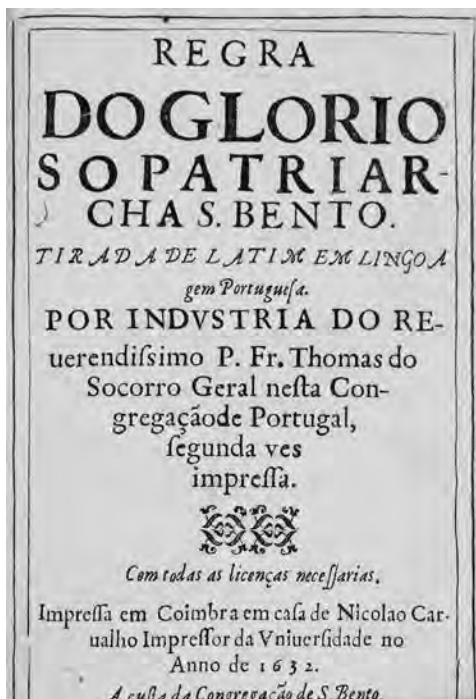 REGRA
DO GLORIO
SO PATRIAR-
CHA S. BENTO.
TIRADA DE LATIM EM LINGOA
gem Portugueſa.
POR INDVSTRIA DO RE-
uerendiſsimo P. Fr. Thomas do
Socorro Geral neſta Con-
gregaçãode Portugal,
ſegunda ves
impreſſa.
Com todas as licenças neceſſarias.
Impreſſa em Coimbra em caſa de Nicolao Car-
ualho Impreſſor da Vniuerſidade no
Anno de 1632.
A cuſta da Congregação de S. Bento